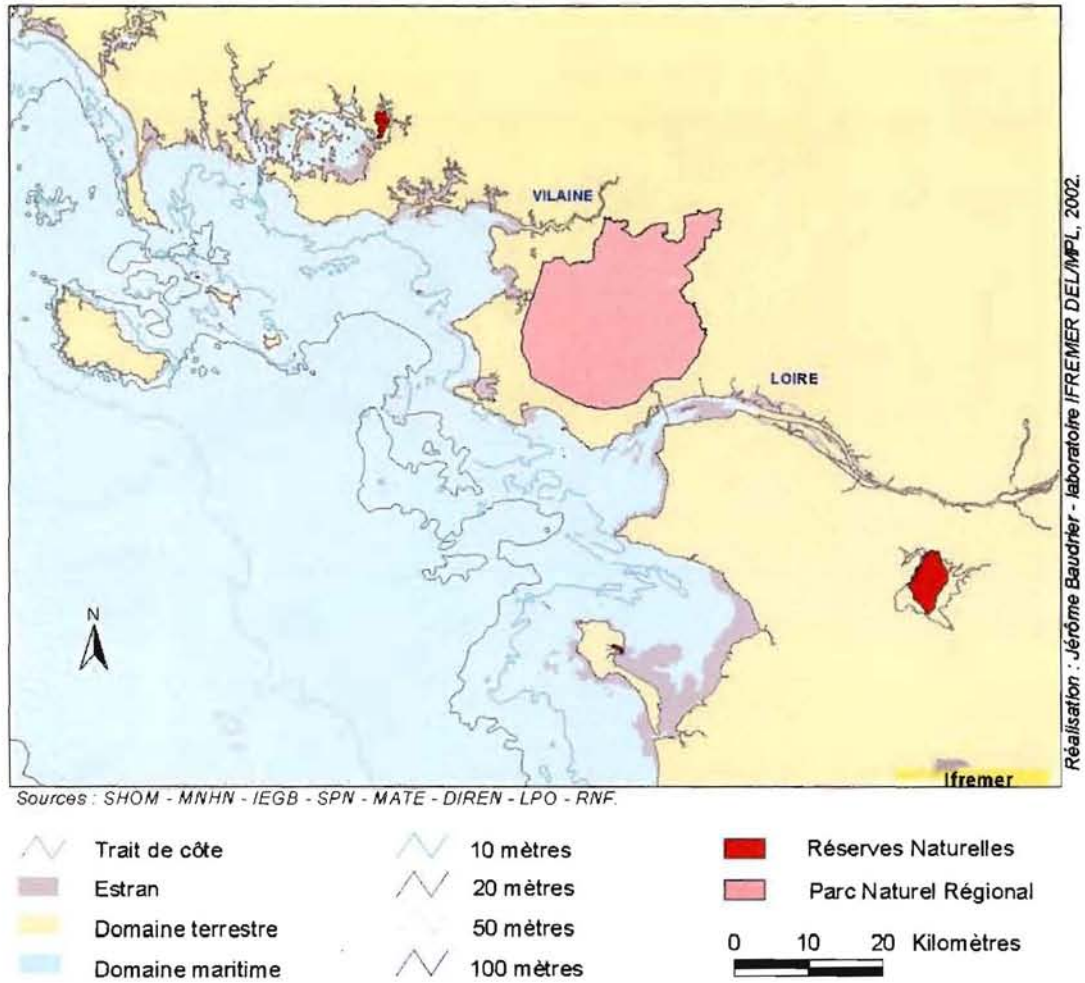 VILAINE
LOIRE
N
Ifremer
Réalisation : Jérôme Baudrier - laboratoire IFREMER DEL/MPL, 2002.
Sources : SHOM - MNHN - IEGB - SPN - MATE - DIREN - LPO - RNF.
Trait de côte
Estran
Domaine terrestre
Domaine maritime
10 mètres
20 mètres
50 mètres
100 mètres
Réserves Naturelles
Parc Naturel Régional
0 10 20 Kilomètres